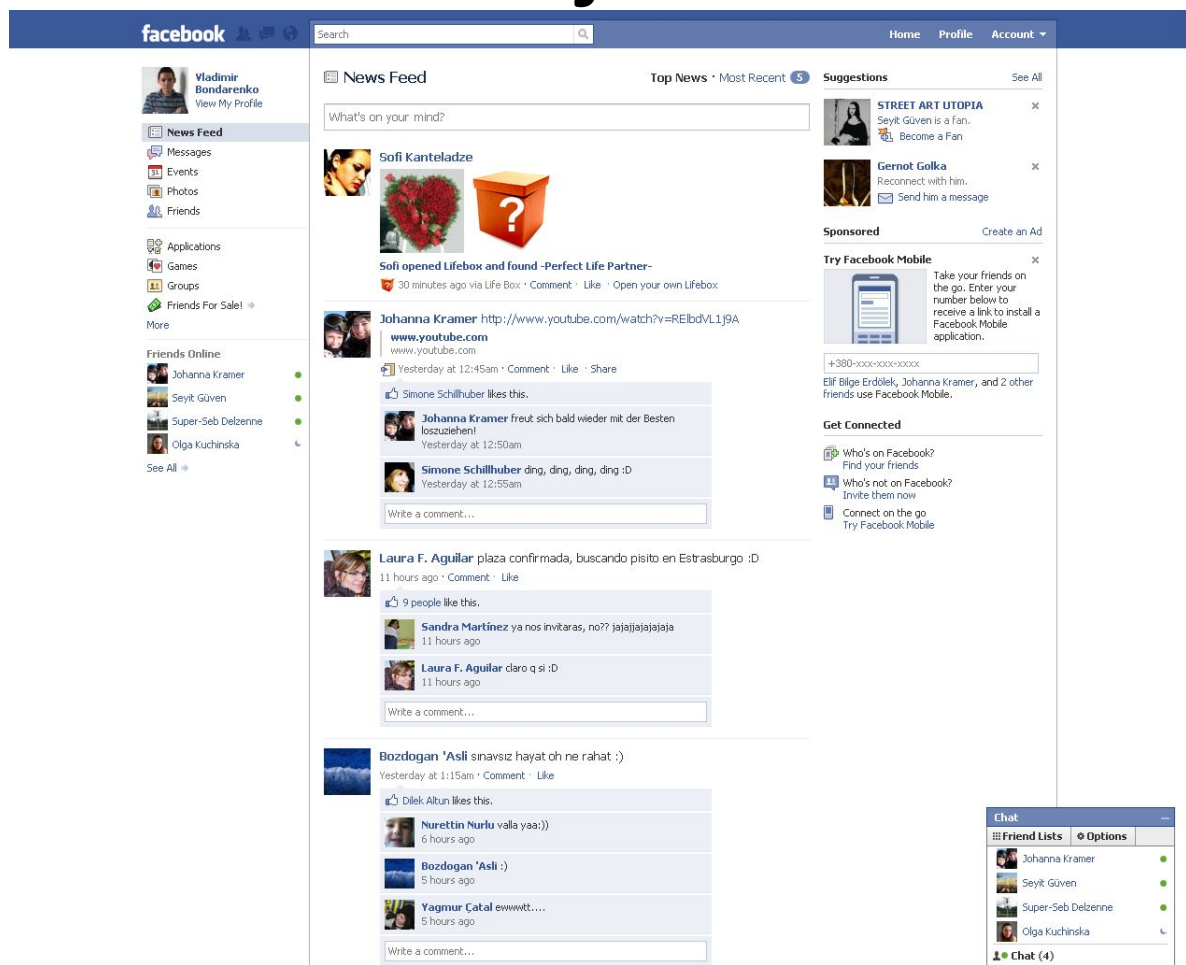 facebook
Search
Home Profile Account
Vladimir
Bondarenko
View My Profile
News Feed
Messages
31 Events
Photos
Friends
Applications
Games
Groups
Friends For Sale!
More
Friends Online
Johanna Kramer
Seyit Güven
Super-Seb Delzenne
Olga Kuchinska
See All
News Feed
Top News · Most Recent 5
What's on your mind?
Sofi Kanteladze
?
Sofi opened Lifebox and found -Perfect Life Partner-
30 minutes ago via Life Box · Comment · Like · Open your own Lifebox
Johanna Kramer http://www.youtube.com/watch?v=RElbdVL1j9A
www.youtube.com
www.youtube.com
Yesterday at 12:45am · Comment · Like · Share
Simone Schillhuber likes this.
Johanna Kramer freut sich bald wieder mit der Besten
loszuziehen!
Yesterday at 12:50am
Simone Schillhuber ding, ding, ding, ding :D
Yesterday at 12:55am
Write a comment...
Laura F. Aguilar plaza confirmada, buscando pisito en Estrasburgo :D
11 hours ago · Comment · Like
9 people like this.
Sandra Martínez ya nos invitaras, no?? jajajjajajajaja
11 hours ago
Laura F. Aguilar claro q si :D
11 hours ago
Write a comment...
Bozdogan 'Asli sınavsız hayat oh ne rahat :)
Yesterday at 1:15am · Comment · Like
Dilek Altun likes this.
Nurettin Nurlu valla yaa:))
6 hours ago
Bozdogan 'Asli :)
5 hours ago
Yagmur Çatal ewwwtt....
5 hours ago
Write a comment...
Suggestions See All
STREET ART UTOPIA
Seyit Güven is a fan.
Become a Fan
Gernot Golka
Reconnect with him.
Send him a message
Sponsored Create an Ad
Try Facebook Mobile
Take your friends on
the go. Enter your
number below to
receive a link to install a
Facebook Mobile
application.
+380-xxx-xxx-xxxx
Elif Bilge Erdölek, Johanna Kramer, and 2 other
friends use Facebook Mobile.
Get Connected
Who's on Facebook?
Find your friends
Who's not on Facebook?
Invite them now
Connect on the go
Try Facebook Mobile
Chat
Friend Lists Options
Johanna Kramer
Seyit Güven
Super-Seb Delzenne
Olga Kuchinska
Chat (4)